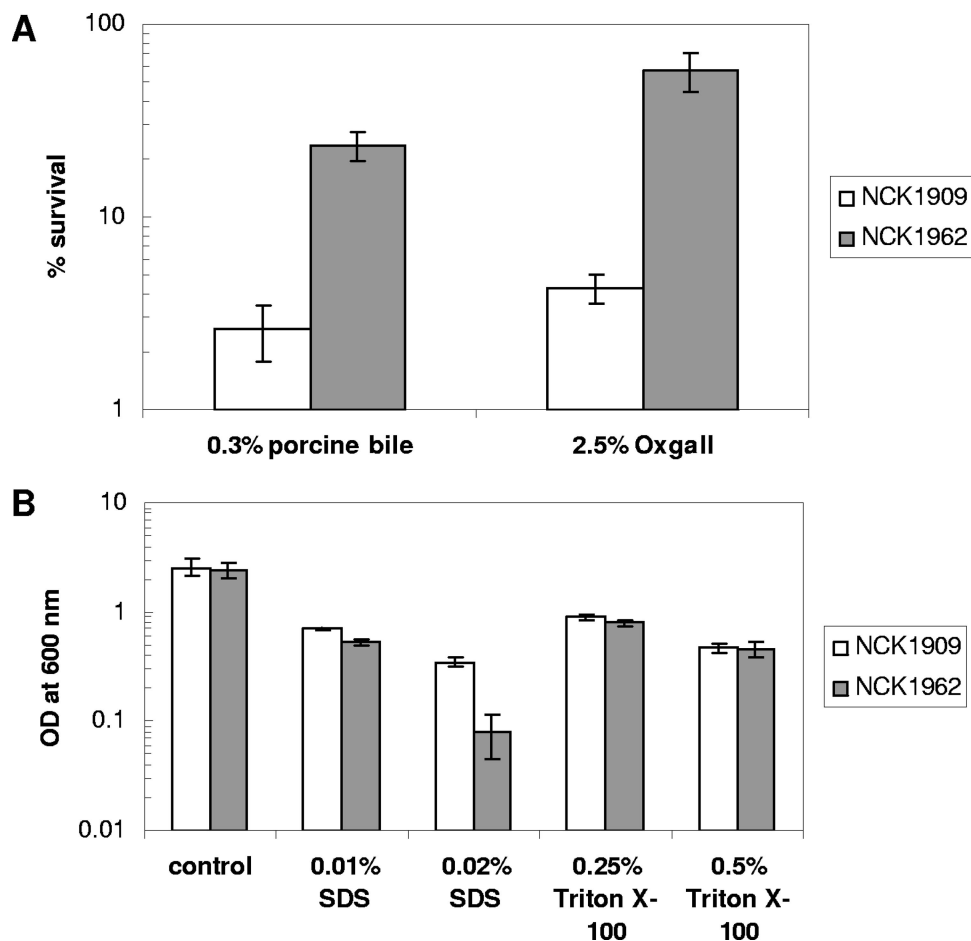 A
100
10
1
% survival
0.3% porcine bile
2.5% Oxgall
NCK1909
NCK1962
B
10
1
0.1
0.01
OD at 600 nm
control
0.01%
SDS
0.02%
SDS
0.25%
Triton X-
100
0.5%
Triton X-
100
NCK1909
NCK1962